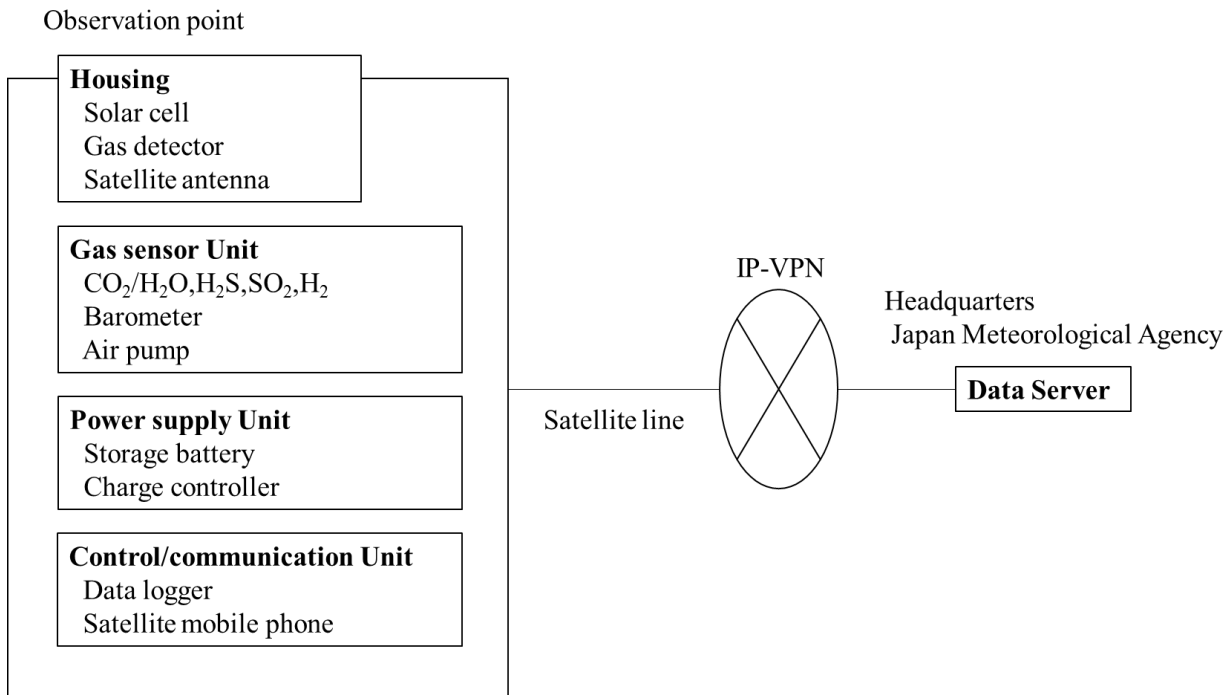 Observation point
Housing
Solar cell
Gas detector
Satellite antenna
Gas sensor Unit
CO₂/H₂O,H₂S,SO₂,H₂
Barometer
Air pump
Power supply Unit
Storage battery
Charge controller
Control/communication Unit
Data logger
Satellite mobile phone
Satellite line
IP-VPN
Headquarters
Japan Meteorological Agency
Data Server